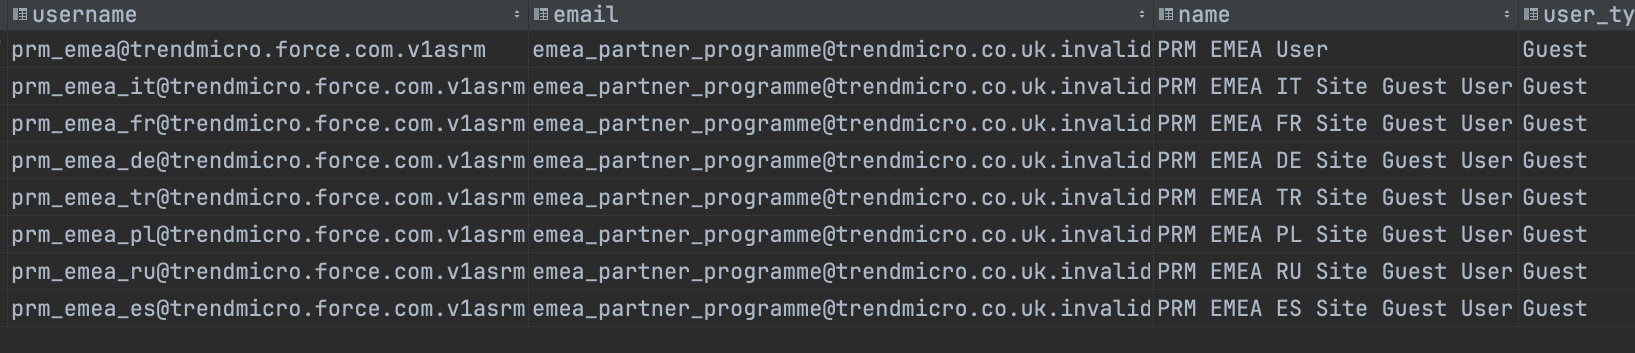 username email name user_ty
prm_emea@trendmicro.force.com.v1asrm emea_partner_programme@trendmicro.co.uk.invalid PRM EMEA User Guest
prm_emea_it@trendmicro.force.com.v1asrm emea_partner_programme@trendmicro.co.uk.invalid PRM EMEA IT Site Guest User Guest
prm_emea_fr@trendmicro.force.com.v1asrm emea_partner_programme@trendmicro.co.uk.invalid PRM EMEA FR Site Guest User Guest
prm_emea_de@trendmicro.force.com.v1asrm emea_partner_programme@trendmicro.co.uk.invalid PRM EMEA DE Site Guest User Guest
prm_emea_tr@trendmicro.force.com.v1asrm emea_partner_programme@trendmicro.co.uk.invalid PRM EMEA TR Site Guest User Guest
prm_emea_pl@trendmicro.force.com.v1asrm emea_partner_programme@trendmicro.co.uk.invalid PRM EMEA PL Site Guest User Guest
prm_emea_ru@trendmicro.force.com.v1asrm emea_partner_programme@trendmicro.co.uk.invalid PRM EMEA RU Site Guest User Guest
prm_emea_es@trendmicro.force.com.v1asrm emea_partner_programme@trendmicro.co.uk.invalid PRM EMEA ES Site Guest User Guest